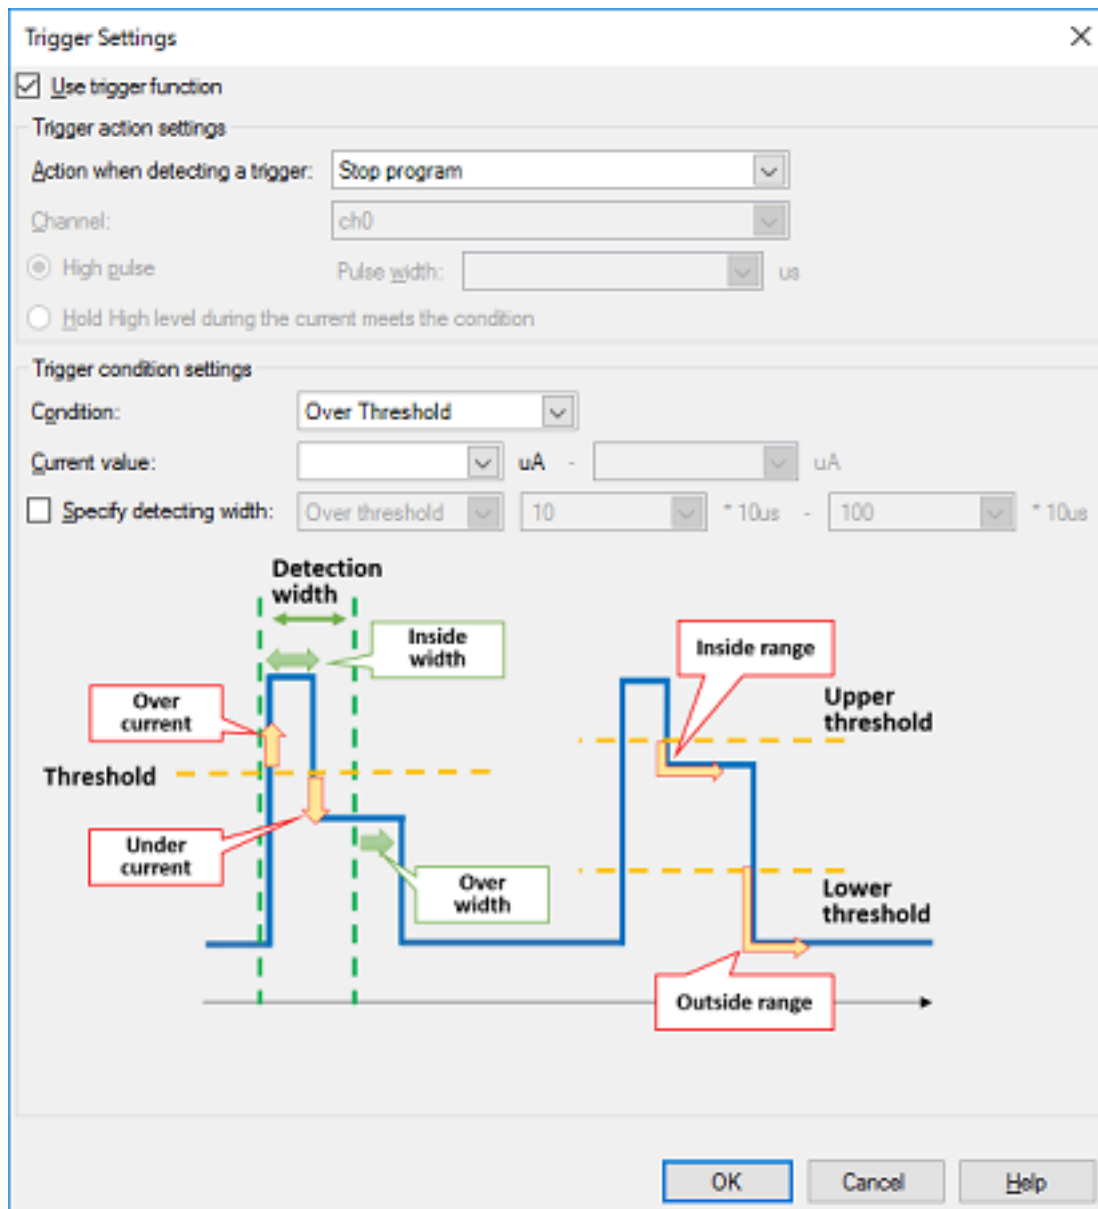 Trigger Settings
Use trigger function
Trigger action settings
Action when detecting a trigger: Stop program
Channel: ch0
High pulse Pulse width: us
Hold High level during the current meets the condition
Trigger condition settings
Condition: Over Threshold
Current value: uA - uA
Specify detecting width: Over threshold 10 * 10us - 100 * 10us
Detection
width
Inside
width
Over
current
Threshold
Under
current
Over
width
Inside range
Upper
threshold
Lower
threshold
Outside range
OK Cancel Help